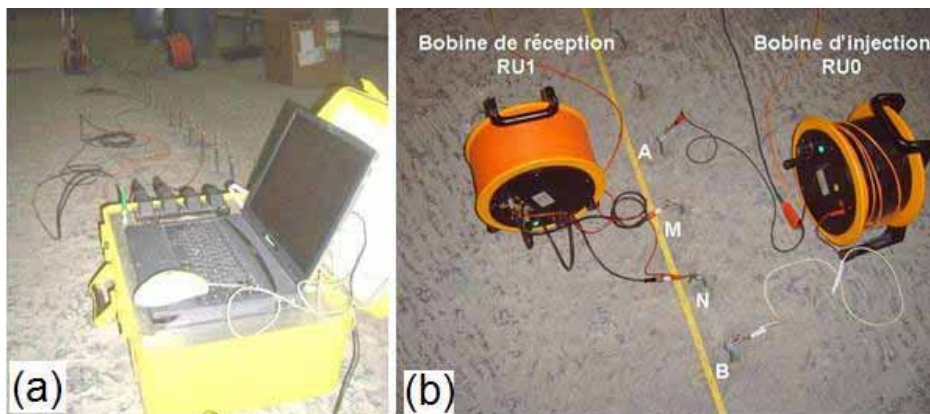 (a)
Bobine de réception
RU1
Bobine d'injection
RU0
A
M
N
B
(b)